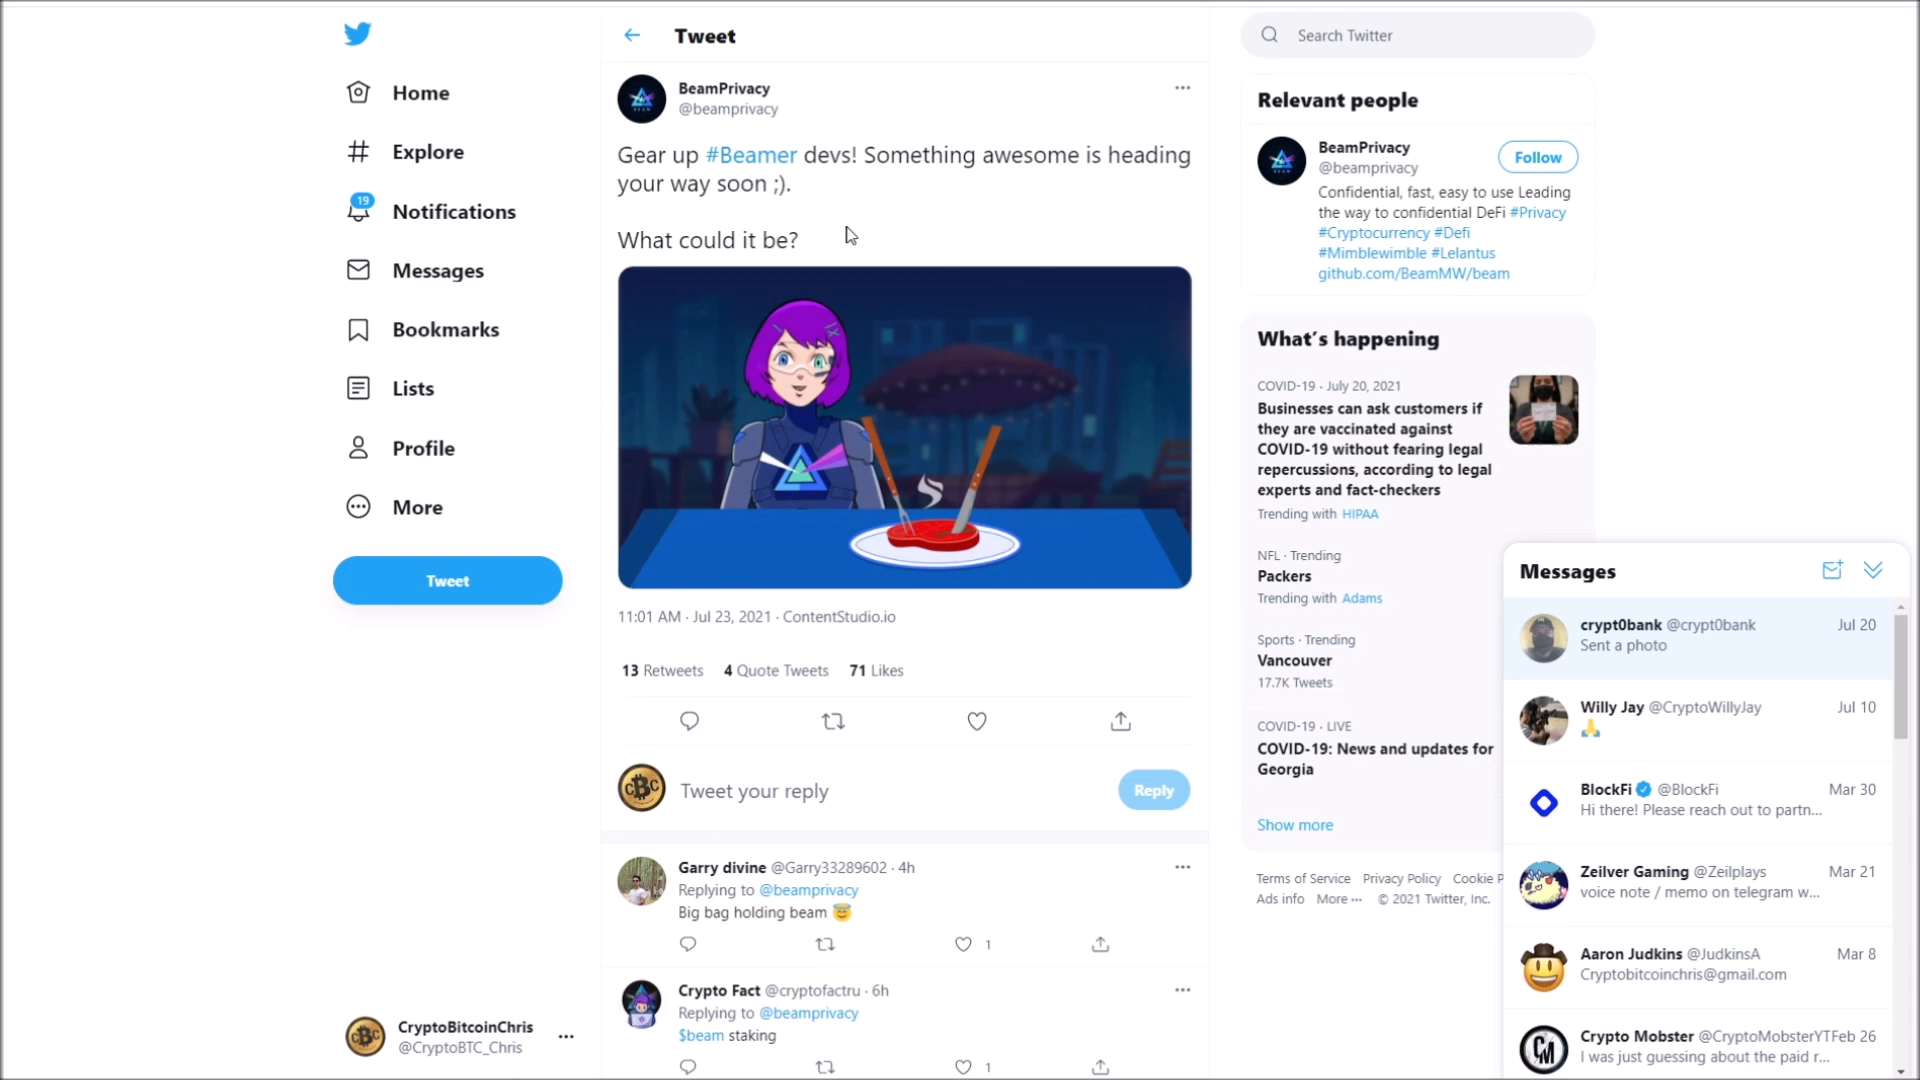 Home
Explore
19
Notifications
Messages
Bookmarks
Lists
Profile
More
Tweet
CryptoBitcoinChris
@CryptoBTC_Chris
Tweet
BeamPrivacy
@beamprivacy
Gear up #Beamer devs! Something awesome is heading
your way soon ;).
What could it be?
11:01 AM · Jul 23, 2021 · ContentStudio.io
13 Retweets 4 Quote Tweets 71 Likes
CBC
Tweet your reply
Reply
Garry divine @Garry33289602 · 4h
Replying to @beamprivacy
Big bag holding beam 😇
1
Crypto Fact @cryptofactru · 6h
Replying to @beamprivacy
$beam staking
1
Search Twitter
Relevant people
BeamPrivacy
@beamprivacy
Follow
Confidential, fast, easy to use Leading
the way to confidential DeFi #Privacy
#Cryptocurrency #Defi
#Mimblewimble #Lelantus
github.com/BeamMW/beam
What's happening
COVID-19 · July 20, 2021
Businesses can ask customers if
they are vaccinated against
COVID-19 without fearing legal
repercussions, according to legal
experts and fact-checkers
Trending with HIPAA
NFL · Trending
Packers
Trending with Adams
Sports · Trending
Vancouver
17.7K Tweets
COVID-19 · LIVE
COVID-19: News and updates for
Georgia
Show more
Terms of Service Privacy Policy Cookie P
Ads info More ··· © 2021 Twitter, Inc.
Messages
crypt0bank @crypt0bank Jul 20
Sent a photo
Willy Jay @CryptoWillyJay Jul 10
🙏
BlockFi @BlockFi Mar 30
Hi there! Please reach out to partn...
Zeilver Gaming @Zeilplays Mar 21
voice note / memo on telegram w...
Aaron Judkins @JudkinsA Mar 8
Cryptobitcoinchris@gmail.com
Crypto Mobster @CryptoMobsterYT Feb 26
I was just guessing about the paid r...